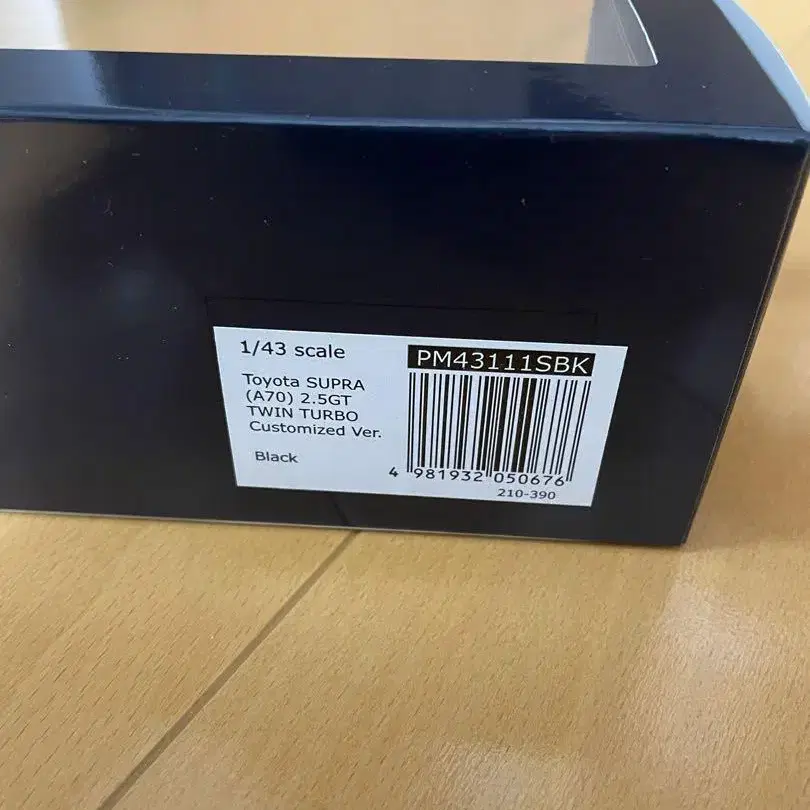 1/43 scale
PM43111SBK
Toyota SUPRA
(A70) 2.5GT
TWIN TURBO
Customized Ver.
Black
4 981932 050676
210-390